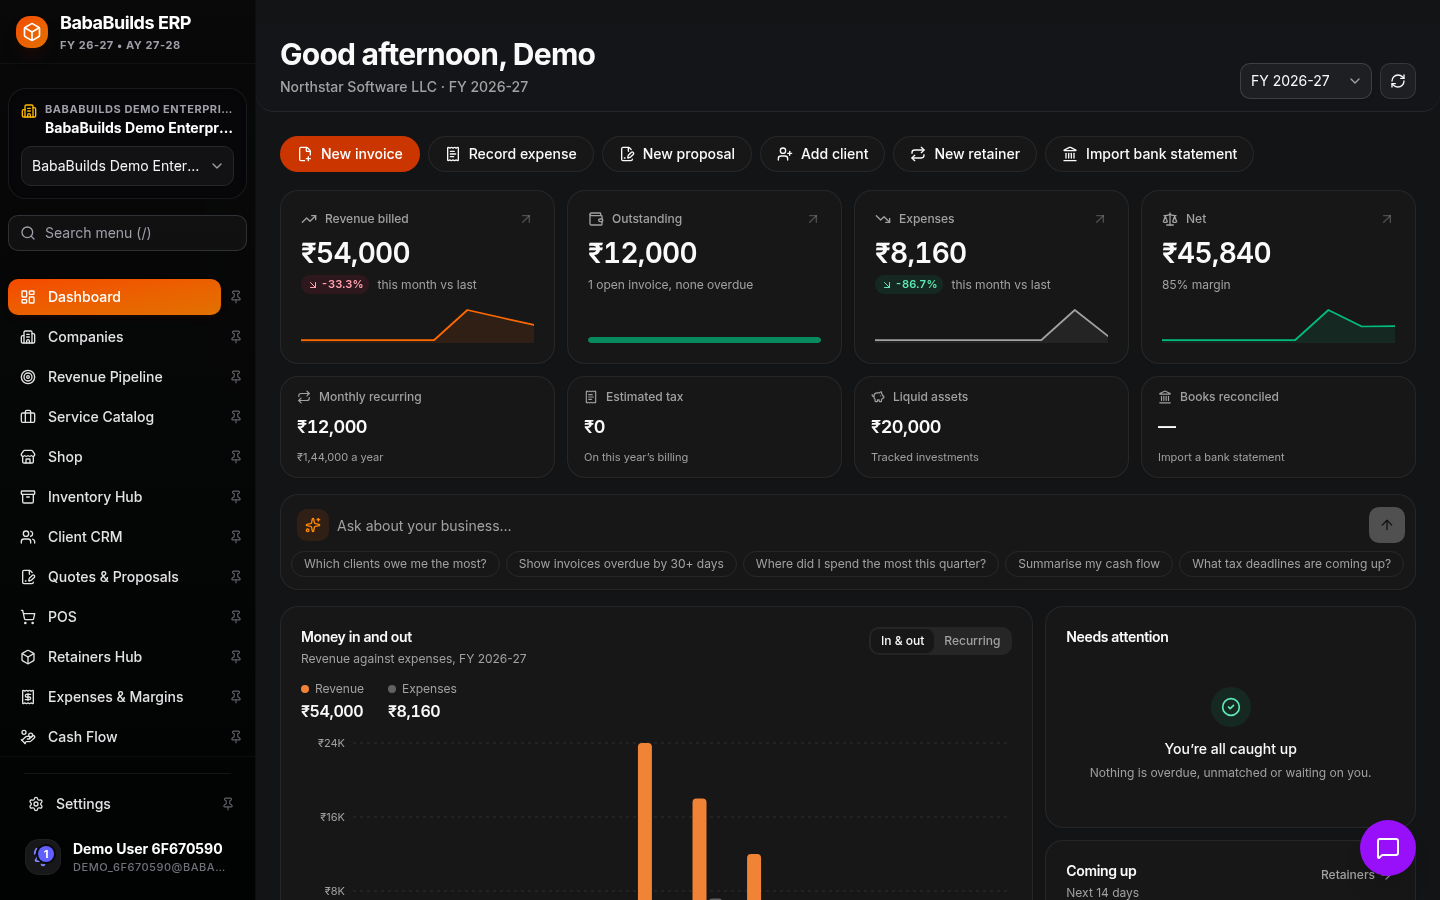 BabaBuilds ERP
FY 26-27 • AY 27-28
BABABUILDS DEMO ENTERPRI...
BabaBuilds Demo Enterpr...
BabaBuilds Demo Enter...
Search menu (/)
Dashboard
Companies
Revenue Pipeline
Service Catalog
Shop
Inventory Hub
Client CRM
Quotes & Proposals
POS
Retainers Hub
Expenses & Margins
Cash Flow
Settings
1
Demo User 6F670590
DEMO_6F670590@BABA...
Good afternoon, Demo
Northstar Software LLC · FY 2026-27
FY 2026-27
New invoice
Record expense
New proposal
Add client
New retainer
Import bank statement
Revenue billed
₹54,000
-33.3% this month vs last
Outstanding
₹12,000
1 open invoice, none overdue
Expenses
₹8,160
-86.7% this month vs last
Net
₹45,840
85% margin
Monthly recurring
₹12,000
₹1,44,000 a year
Estimated tax
₹0
On this year's billing
Liquid assets
₹20,000
Tracked investments
Books reconciled
—
Import a bank statement
Ask about your business...
Which clients owe me the most?
Show invoices overdue by 30+ days
Where did I spend the most this quarter?
Summarise my cash flow
What tax deadlines are coming up?
Money in and out
Revenue against expenses, FY 2026-27
In & out
Recurring
Revenue
₹54,000
Expenses
₹8,160
₹24K
₹16K
₹8K
Needs attention
You're all caught up
Nothing is overdue, unmatched or waiting on you.
Coming up
Next 14 days
Retainers